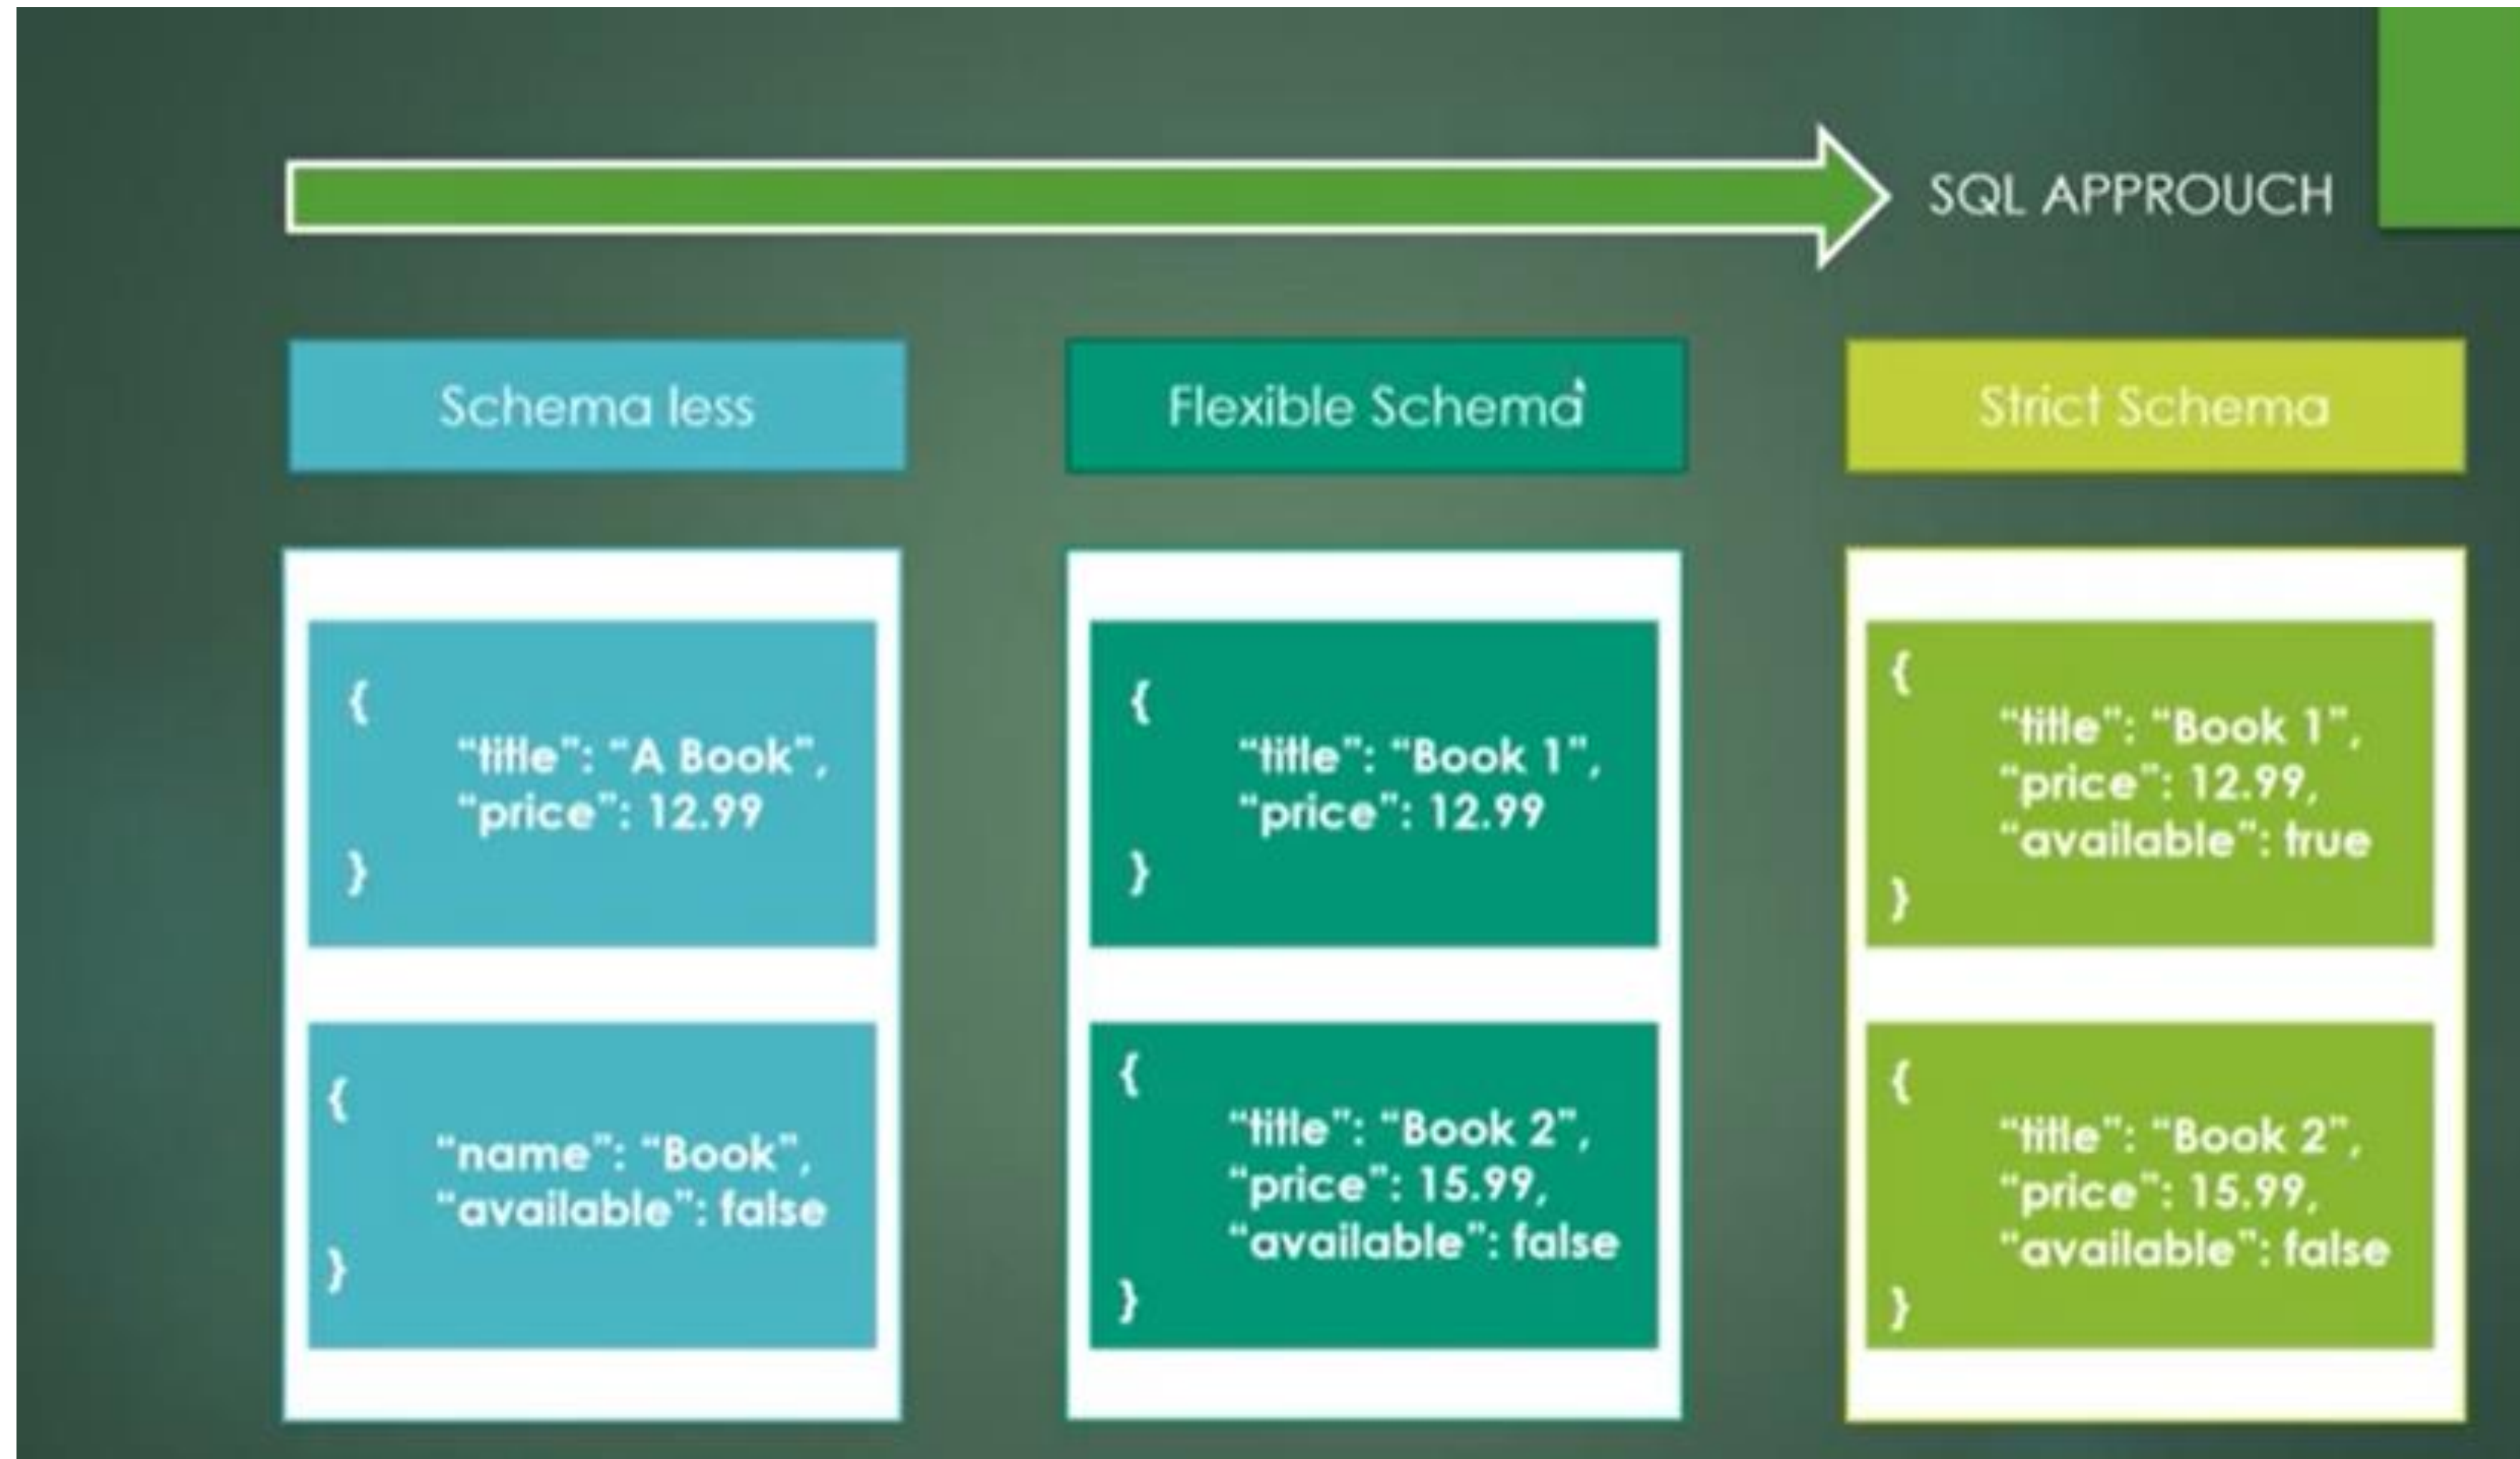 SQL APPROUCH
Schema less
Flexible Schema
Strict Schema
{
“title”: “A Book”,
“price”: 12.99
}
{
“name”: “Book”,
“available”: false
}
{
“title”: “Book 1”,
“price”: 12.99
}
{
“title”: “Book 2”,
“price”: 15.99,
“available”: false
}
{
“title”: “Book 1”,
“price”: 12.99,
“available”: true
}
{
“title”: “Book 2”,
“price”: 15.99,
“available”: false
}